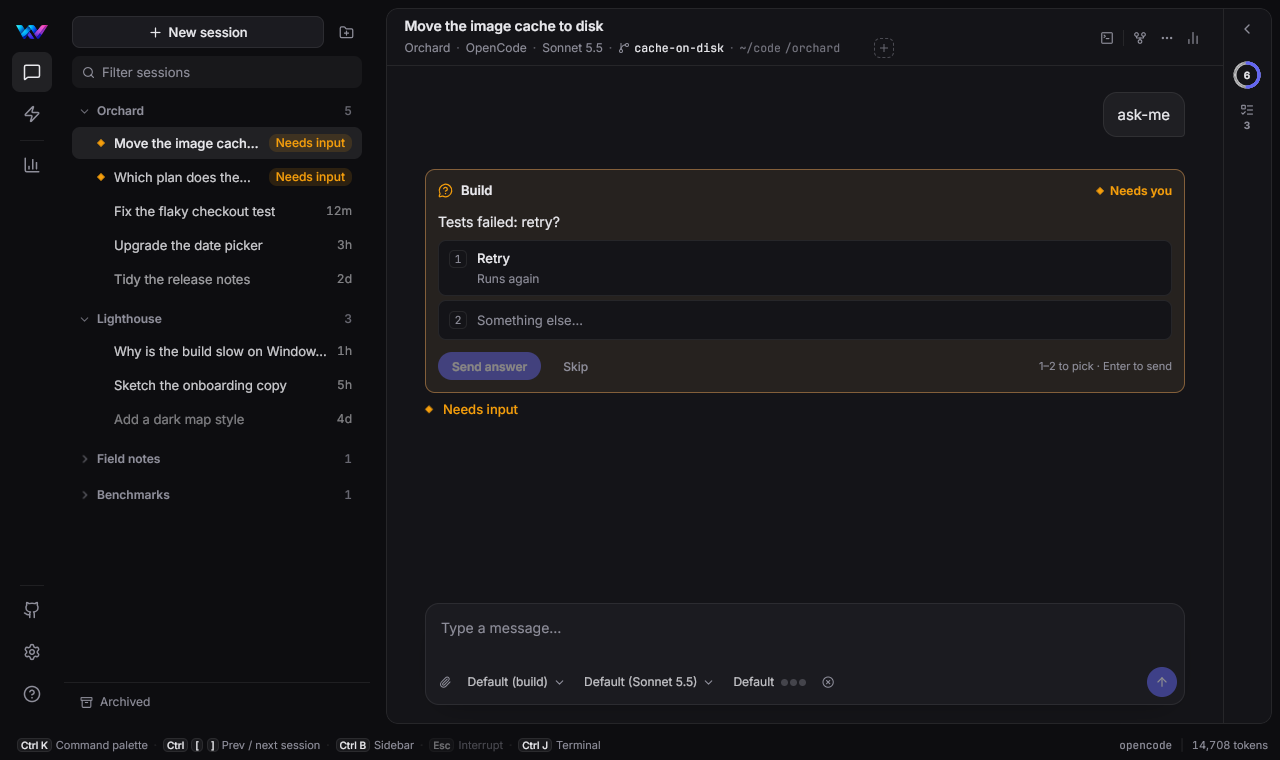 New session
Filter sessions
Orchard 5
Move the image cach... Needs input
Which plan does the... Needs input
Fix the flaky checkout test 12m
Upgrade the date picker 3h
Tidy the release notes 2d
Lighthouse 3
Why is the build slow on Window... 1h
Sketch the onboarding copy 5h
Add a dark map style 4d
Field notes 1
Benchmarks 1
Archived
Move the image cache to disk
Orchard · OpenCode · Sonnet 5.5 · cache-on-disk · ~/code /orchard
ask-me
Build Needs you
Tests failed: retry?
1 Retry
Runs again
2 Something else...
Send answer Skip 1–2 to pick · Enter to send
Needs input
Type a message...
Default (build) Default (Sonnet 5.5) Default
6
3
Ctrl K Command palette · Ctrl [ ] Prev / next session · Ctrl B Sidebar · Esc Interrupt · Ctrl J Terminal
opencode 14,708 tokens